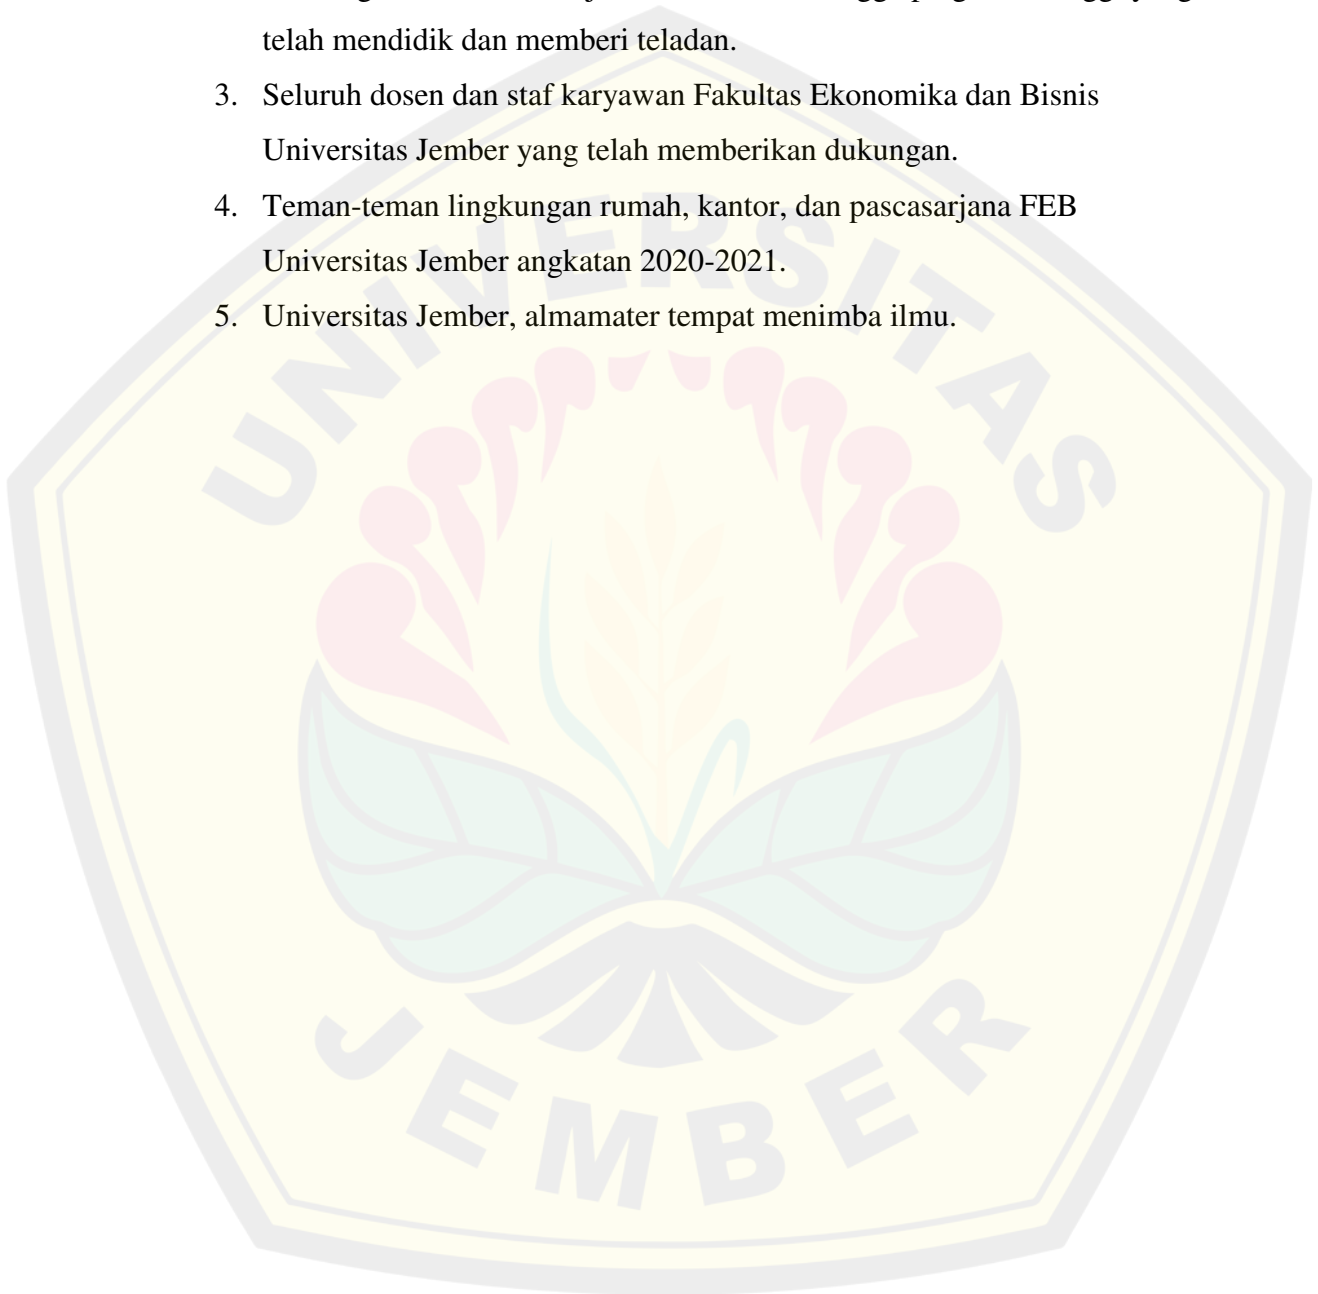 telah mendidik dan memberi teladan.
3. Seluruh dosen dan staf karyawan Fakultas Ekonomika dan Bisnis
Universitas Jember yang telah memberikan dukungan.
4. Teman-teman lingkungan rumah, kantor, dan pascasarjana FEB
Universitas Jember angkatan 2020-2021.
5. Universitas Jember, almamater tempat menimba ilmu.
UNIVERSITAS
JEMBER